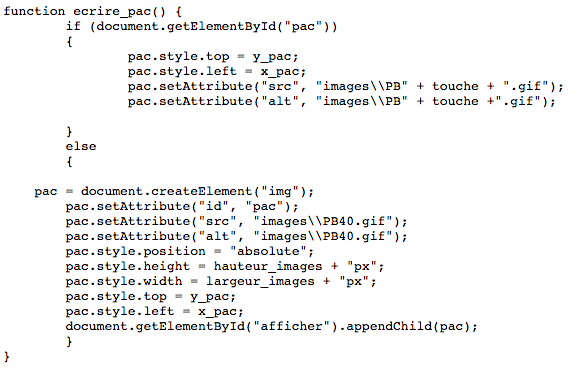 function ecrire_pac() {
if (document.getElementById("pac"))
{
pac.style.top = y_pac;
pac.style.left = x_pac;
pac.setAttribute("src", "images\\PB" + touche + ".gif");
pac.setAttribute("alt", "images\\PB" + touche +".gif");
}
else
{
pac = document.createElement("img");
pac.setAttribute("id", "pac");
pac.setAttribute("src", "images\\PB40.gif");
pac.setAttribute("alt", "images\\PB40.gif");
pac.style.position = "absolute";
pac.style.height = hauteur_images + "px";
pac.style.width = largeur_images + "px";
pac.style.top = y_pac;
pac.style.left = x_pac;
document.getElementById("afficher").appendChild(pac);
}
}